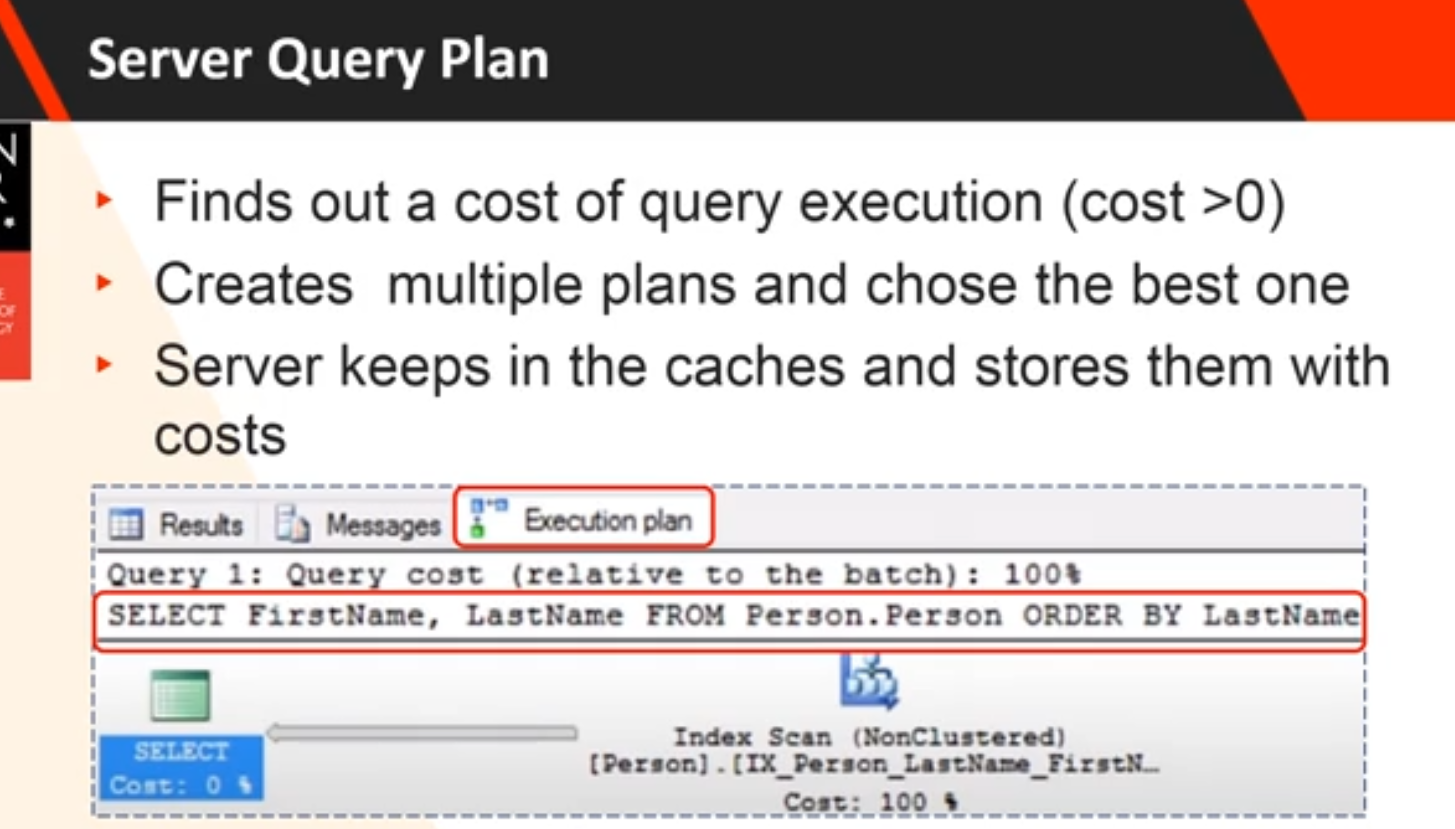 Server Query Plan
Finds out a cost of query execution (cost >0)
Creates  multiple plans and chose the best one
Server keeps in the caches and stores them with
costs
Results Messages Execution plan
Query 1: Query cost (relative to the batch): 100%
SELECT FirstName, LastName FROM Person.Person ORDER BY LastName
SELECT
Cost: 0 %
Index Scan (NonClustered)
[Person].[IX_Person_LastName_FirstN…
Cost: 100 %